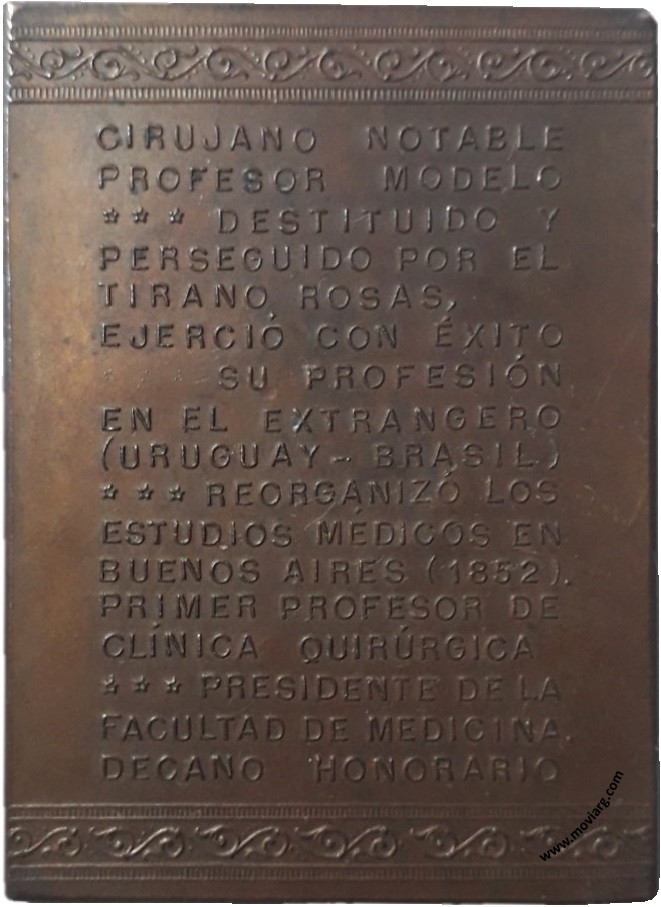 CIRUJANO NOTABLE
PROFESOR MODELO
*** DESTITUIDO Y
PERSEGUIDO POR EL
TIRANO ROSAS,
EJERCIÓ CON ÉXITO
*** SU PROFESIÓN
EN EL EXTRANGERO
(URUGUAY - BRASIL)
*** REORGANIZÓ LOS
ESTUDIOS MÉDICOS EN
BUENOS AIRES (1852).
PRIMER PROFESOR DE
CLÍNICA QUIRÚRGICA
*** PRESIDENTE DE LA
FACULTAD DE MEDICINA.
DECANO HONORARIO
www.moviarg.com